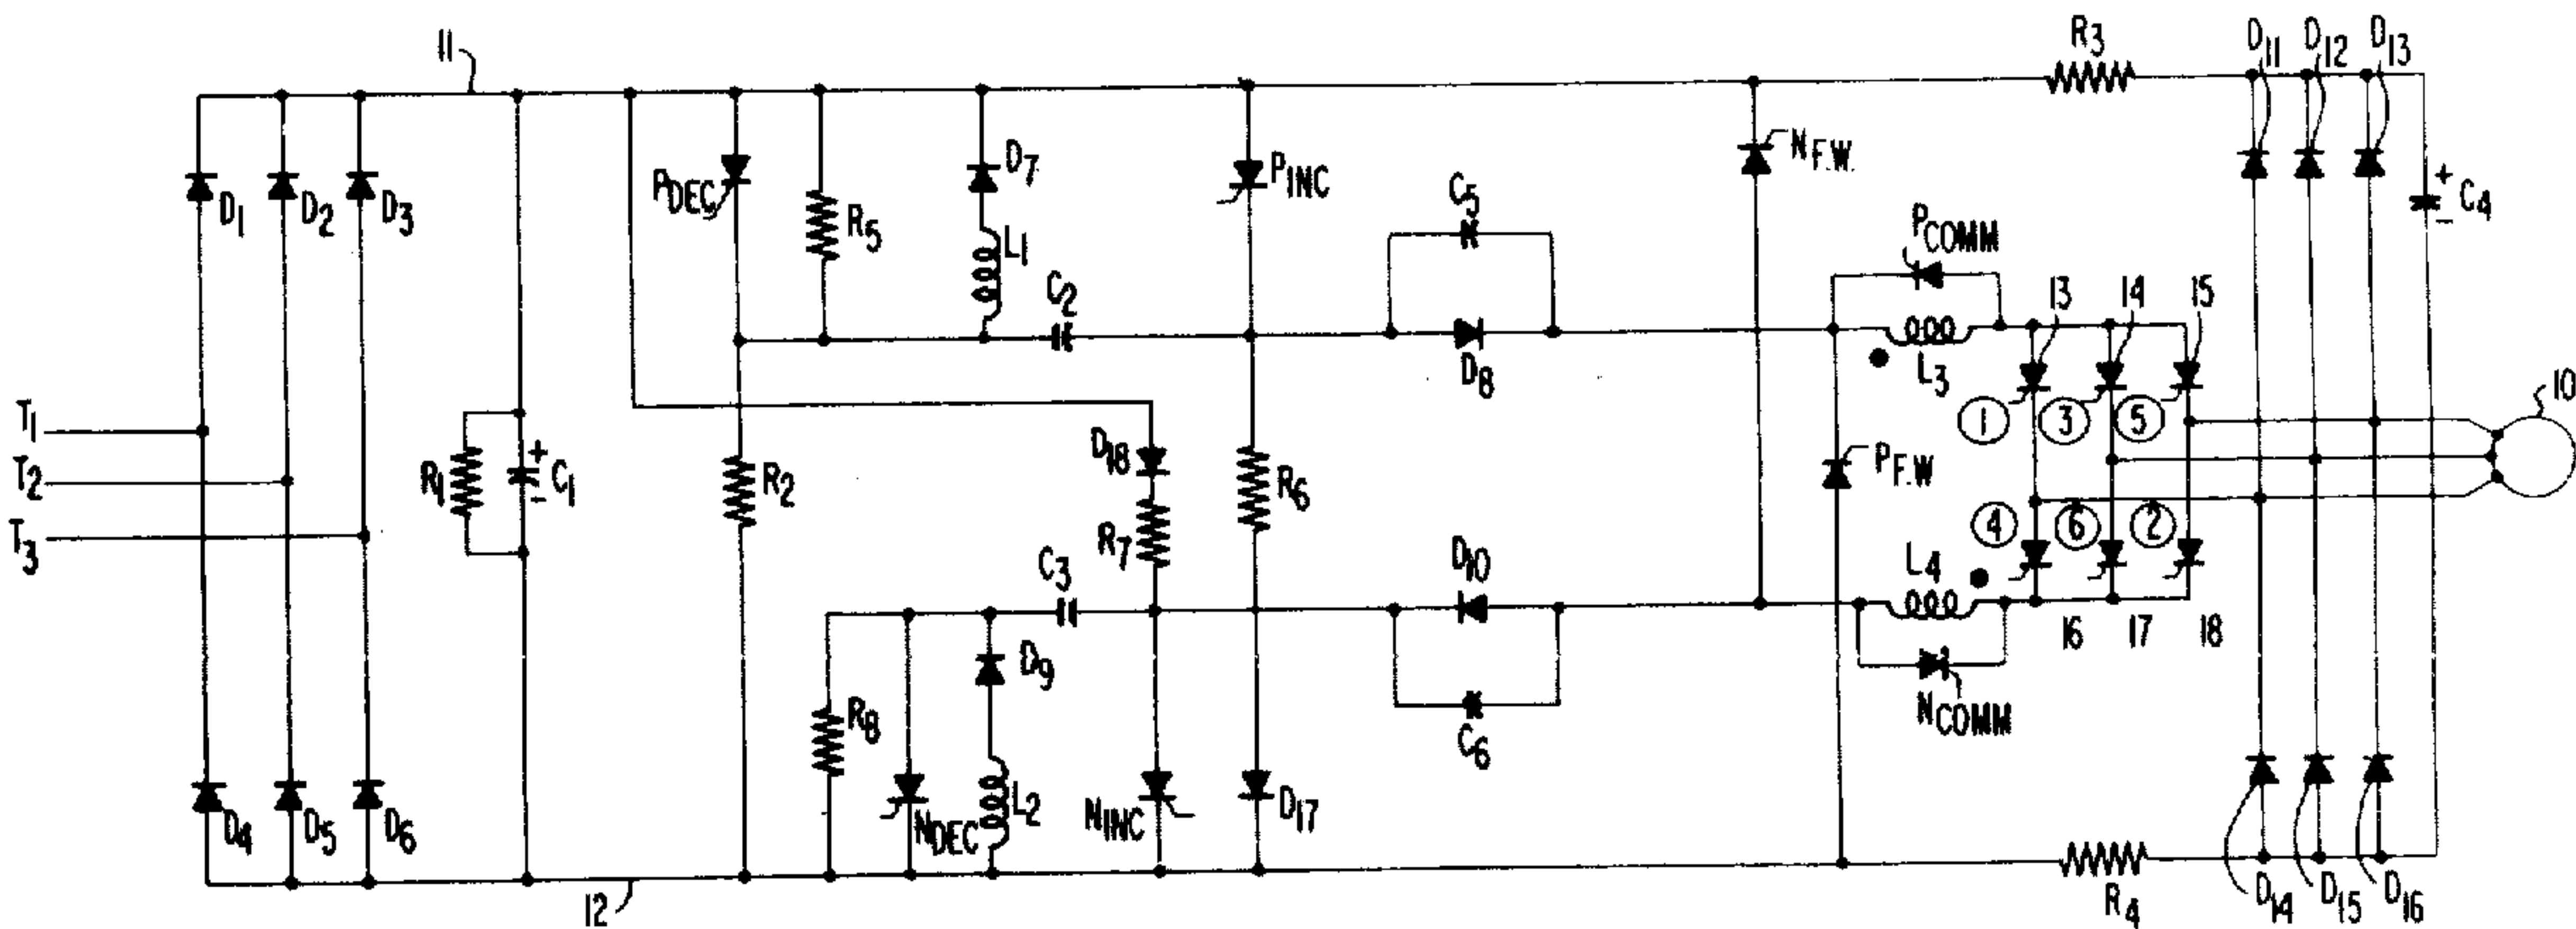 11
R3
D11
D12
D13
D1
D2
D3
PDEC
R5
D7
L1
C2
PINC
C5
D8
NF.W.
PCOMM
L3
13
14
15
+
C4
-
T1
T2
T3
R1
+
C1
-
R2
D18
R7
R6
PF.W
①
③
⑤
④
⑥
②
10
C3
D10
L4
16
17
18
D9
R8
C6
NCOMM
D4
D5
D6
NDEC
L2
NINC
D17
12
R4
D14
D15
D16